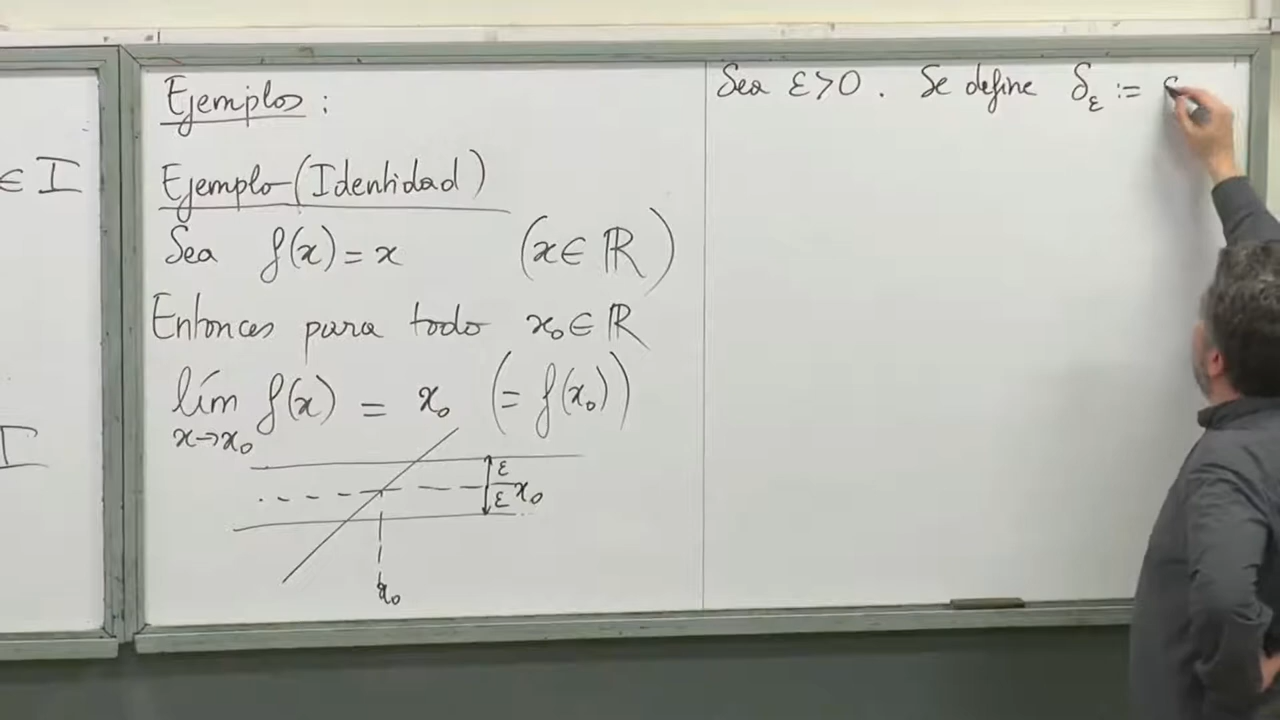 ∈ I
I
Ejemplos :
Ejemplo (Identidad)
Sea f(x) = x (x ∈ ℝ)
Entonces para todo x₀ ∈ ℝ
lím f(x) = x₀ (= f(x₀))
x→x₀
ε
ε x₀
x₀
Sea ε > 0 . Se define δ_ε :=